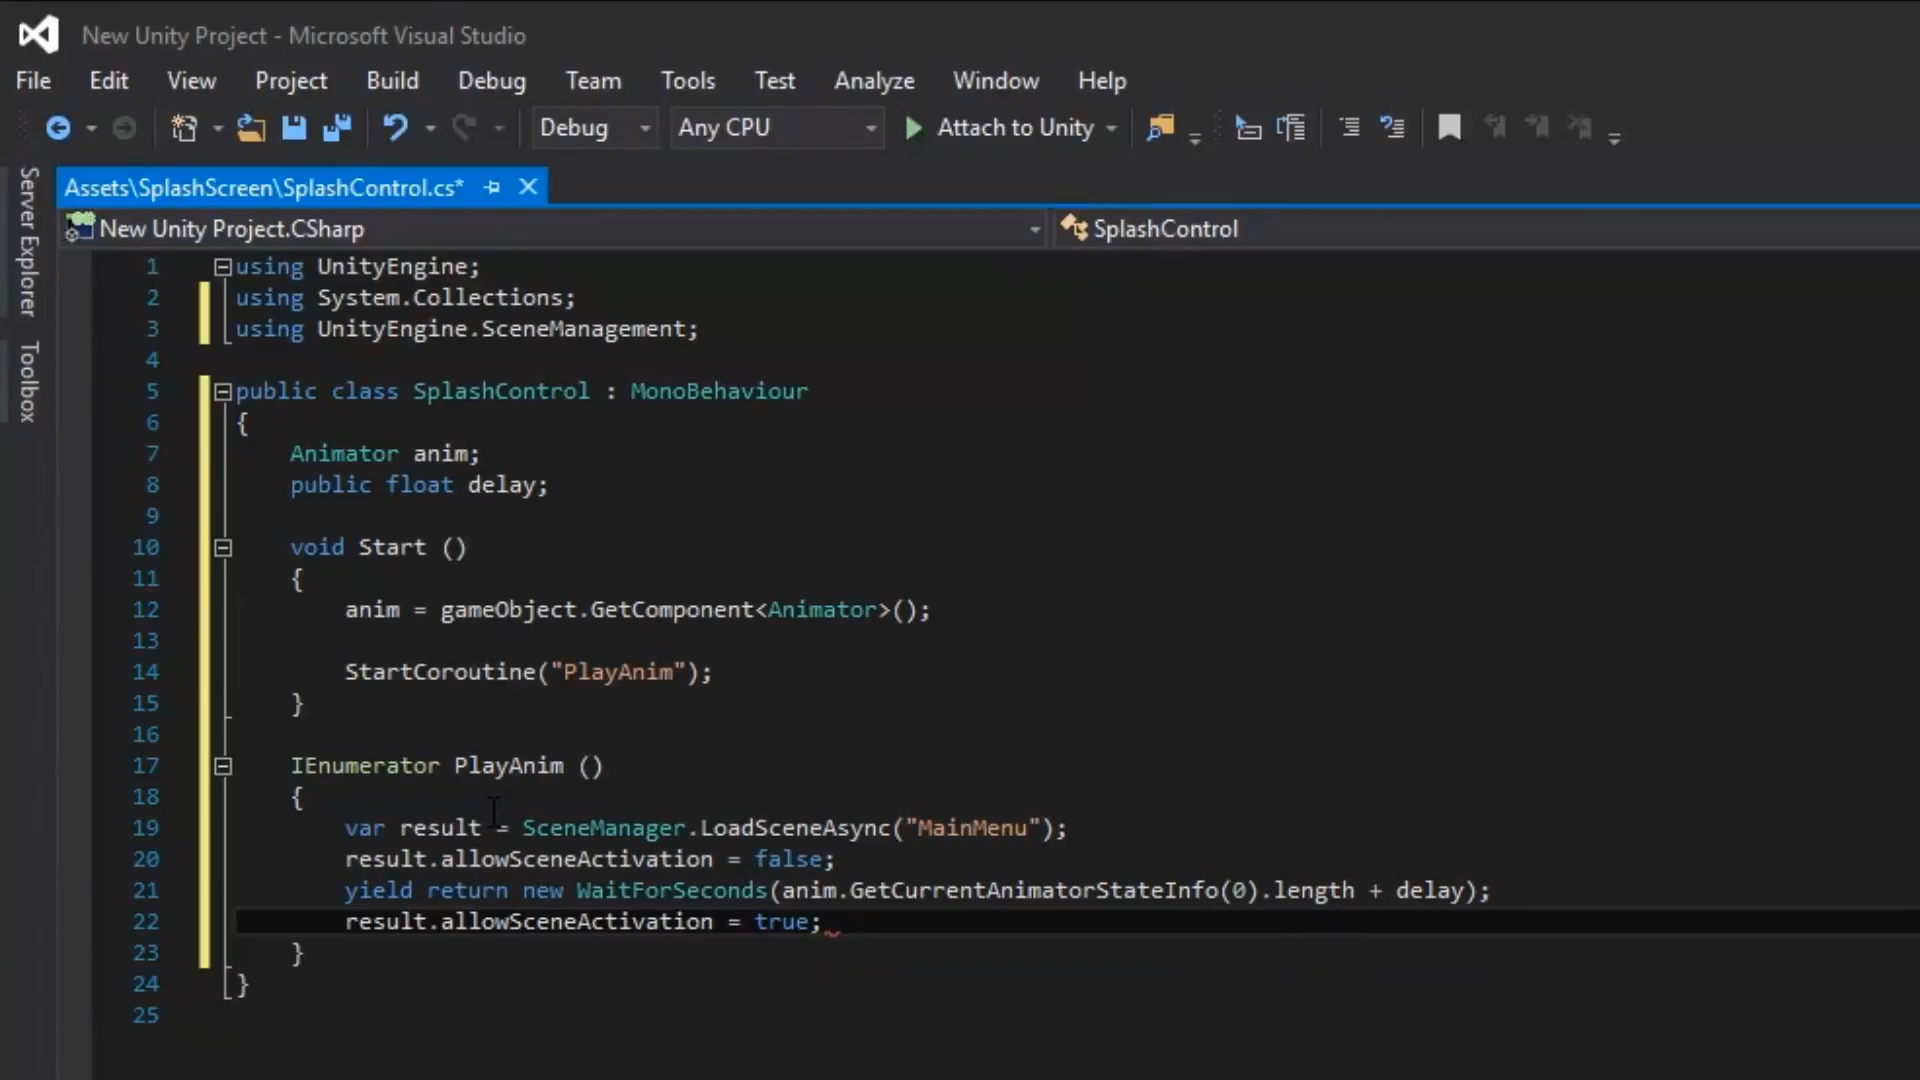 New Unity Project - Microsoft Visual Studio
File Edit View Project Build Debug Team Tools Test Analyze Window Help
Debug Any CPU Attach to Unity
Server Explorer
Toolbox
Assets\SplashScreen\SplashControl.cs*
New Unity Project.CSharp SplashControl
1 using UnityEngine;
2 using System.Collections;
3 using UnityEngine.SceneManagement;
4
5 public class SplashControl : MonoBehaviour
6 {
7 Animator anim;
8 public float delay;
9
10 void Start ()
11 {
12 anim = gameObject.GetComponent<Animator>();
13
14 StartCoroutine("PlayAnim");
15 }
16
17 IEnumerator PlayAnim ()
18 {
19 var result = SceneManager.LoadSceneAsync("MainMenu");
20 result.allowSceneActivation = false;
21 yield return new WaitForSeconds(anim.GetCurrentAnimatorStateInfo(0).length + delay);
22 result.allowSceneActivation = true;
23 }
24 }
25